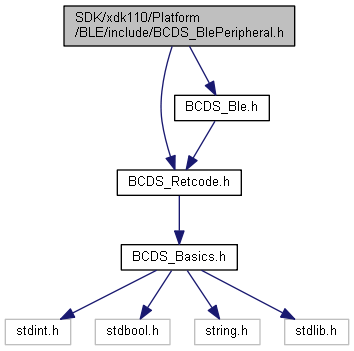 SDK/xdk110/Platform
/BLE/include/BCDS_BlePeripheral.h
BCDS_Ble.h
BCDS_Retcode.h
BCDS_Basics.h
stdint.h
stdbool.h
string.h
stdlib.h